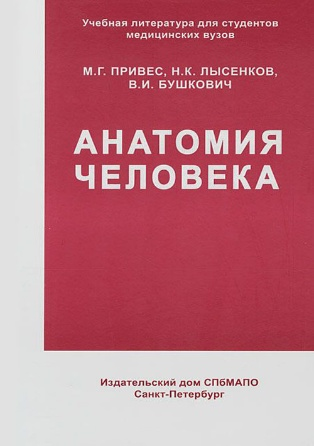 Учебная литература для студентов
медицинских вузов
М.Г. ПРИВЕС, Н.К. ЛЫСЕНКОВ,
В.И. БУШКОВИЧ
АНАТОМИЯ
ЧЕЛОВЕКА
Издательский дом СПбМАПО
Санкт-Петербург